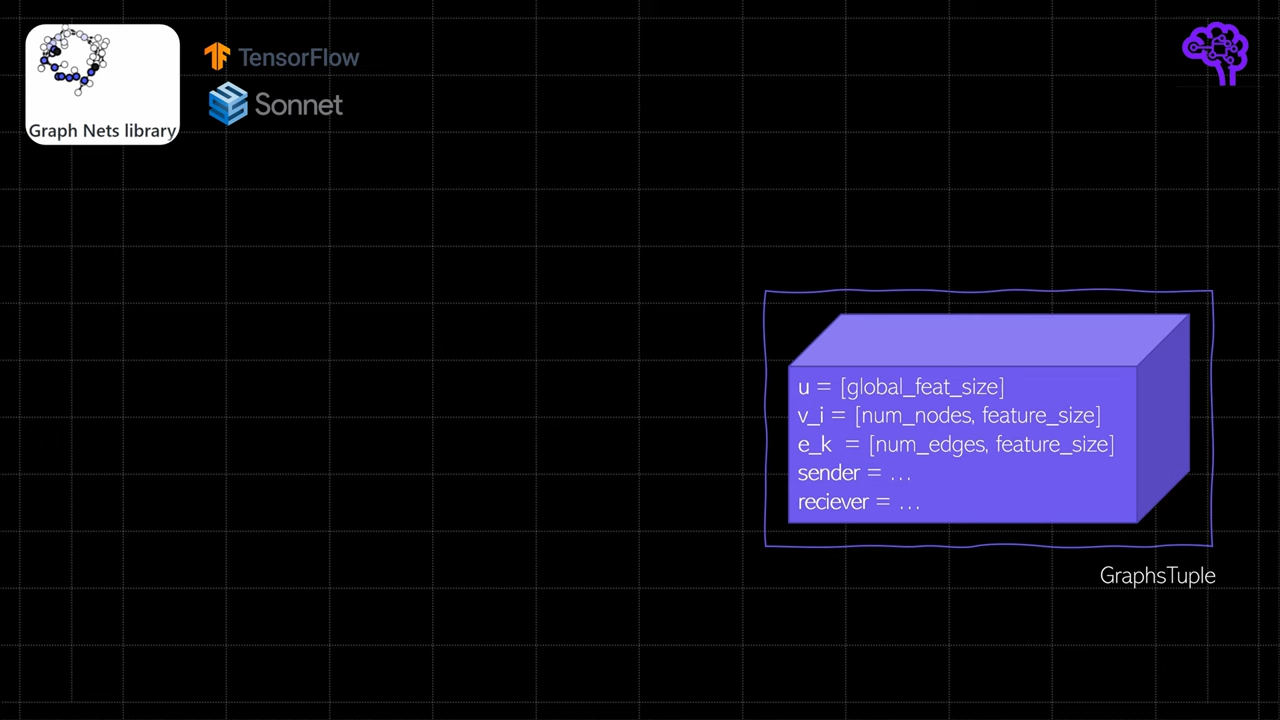 TensorFlow
Sonnet
Graph Nets library
u = [global_feat_size]
v_i = [num_nodes, feature_size]
e_k = [num_edges, feature_size]
sender = ...
reciever = ...
GraphsTuple